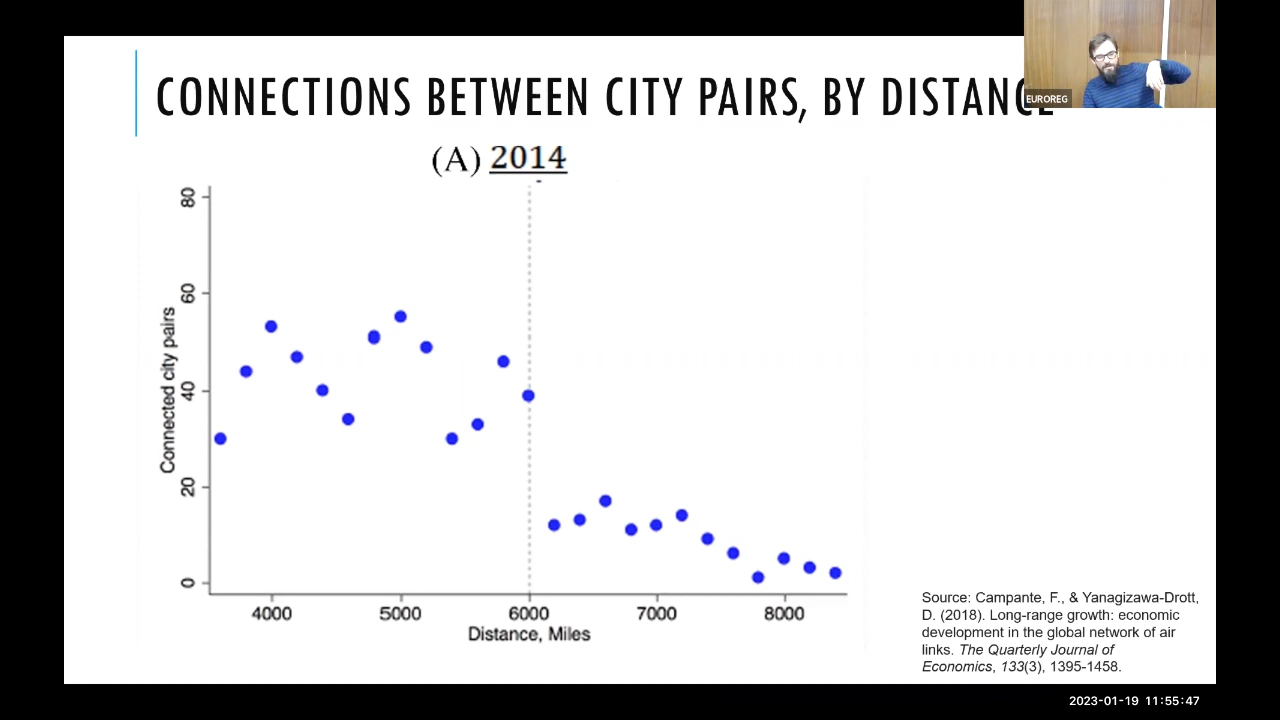 CONNECTIONS BETWEEN CITY PAIRS, BY DISTANCE
EUROREG
(A) 2014
80
60
40
20
0
Connected city pairs
4000 5000 6000 7000 8000
Distance, Miles
Source: Campante, F., & Yanagizawa-Drott,
D. (2018). Long-range growth: economic
development in the global network of air
links. The Quarterly Journal of
Economics, 133(3), 1395-1458.
2023-01-19 11:55:47